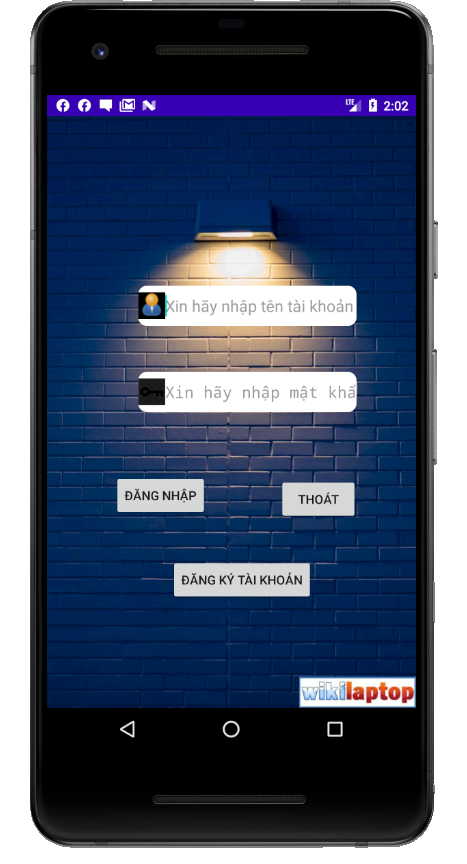 LTE 2:02
Xin hãy nhập tên tài khoản
Xin hãy nhập mật khẩ
ĐĂNG NHẬP
THOÁT
ĐĂNG KÝ TÀI KHOẢN
wikilaptop